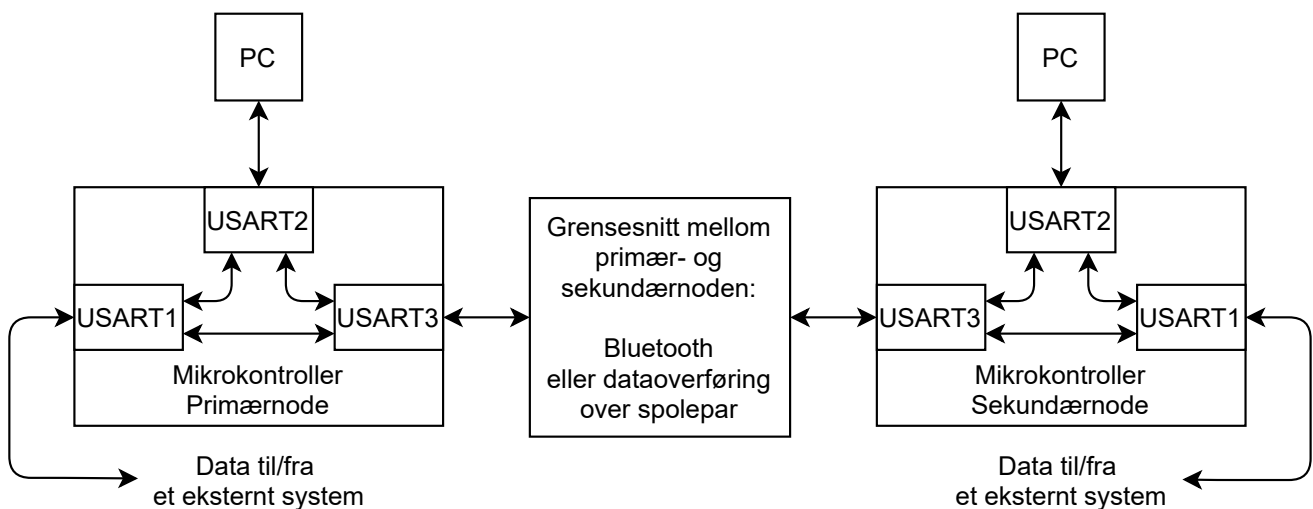 PC
PC
USART2
USART2
Grensesnitt mellom
primær- og
sekundærnoden:
Bluetooth
eller dataoverføring
over spolepar
USART1
USART3
USART3
USART1
Mikrokontroller
Primærnode
Mikrokontroller
Sekundærnode
Data til/fra
et eksternt system
Data til/fra
et eksternt system